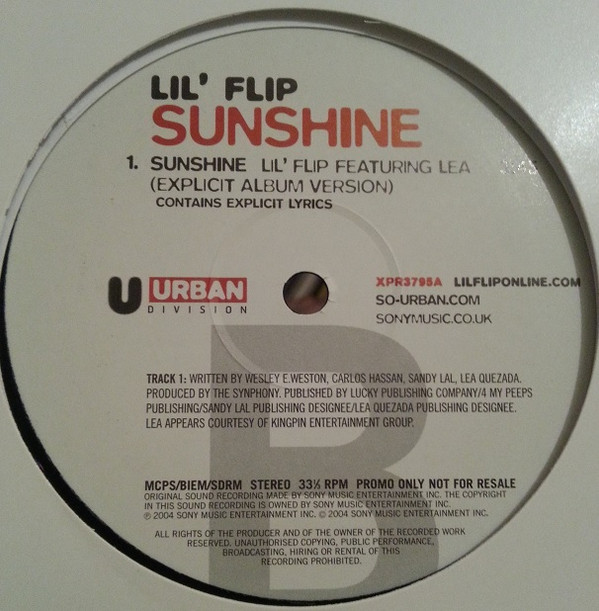 LIL' FLIP
SUNSHINE
1. SUNSHINE LIL' FLIP FEATURING LEA
(EXPLICIT ALBUM VERSION)
CONTAINS EXPLICIT LYRICS
U URBAN
DIVISION
XPR3795A LILFLIPONLINE.COM
SO-URBAN.COM
SONYMUSIC.CO.UK
B
TRACK 1: WRITTEN BY WESLEY E.WESTON, CARLOS HASSAN, SANDY LAL, LEA QUEZADA.
PRODUCED BY THE SYNPHONY. PUBLISHED BY LUCKY PUBLISHING COMPANY/4 MY PEEPS
PUBLISHING/SANDY LAL PUBLISHING DESIGNEE/LEA QUEZADA PUBLISHING DESIGNEE.
LEA APPEARS COURTESY OF KINGPIN ENTERTAINMENT GROUP.
MCPS/BIEM/SDRM STEREO 33⅓ RPM PROMO ONLY NOT FOR RESALE
ORIGINAL SOUND RECORDING MADE BY SONY MUSIC ENTERTAINMENT INC. THE COPYRIGHT
IN THIS SOUND RECORDING IS OWNED BY SONY MUSIC ENTERTAINMENT INC.
℗ 2004 SONY MUSIC ENTERTAINMENT INC. © 2004 SONY MUSIC ENTERTAINMENT INC.
ALL RIGHTS OF THE PRODUCER AND OF THE OWNER OF THE RECORDED WORK
RESERVED. UNAUTHORISED COPYING, PUBLIC PERFORMANCE,
BROADCASTING, HIRING OR RENTAL OF THIS
RECORDING PROHIBITED.